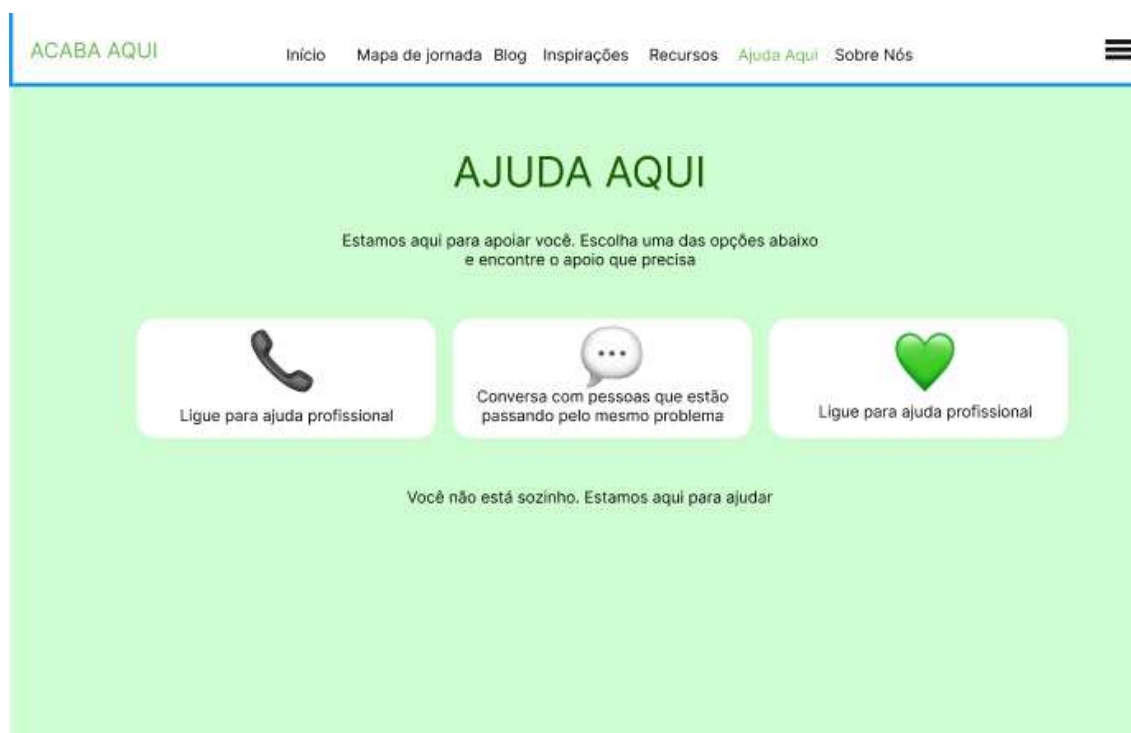 ACABA AQUI
Início Mapa de jornada Blog Inspirações Recursos Ajuda Aqui Sobre Nós
AJUDA AQUI
Estamos aqui para apoiar você. Escolha uma das opções abaixo
e encontre o apoio que precisa
Ligue para ajuda profissional
Conversa com pessoas que estão
passando pelo mesmo problema
Ligue para ajuda profissional
Você não está sozinho. Estamos aqui para ajudar